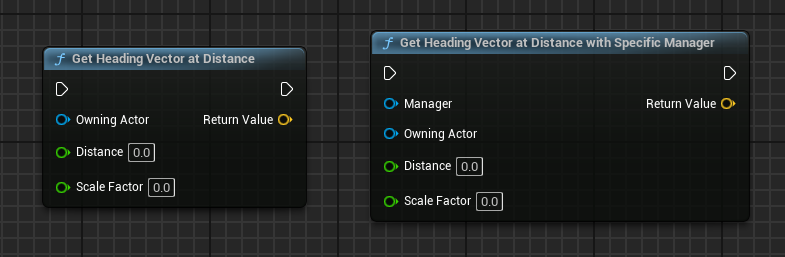 Get Heading Vector at Distance
Owning Actor
Return Value
Distance 0.0
Scale Factor 0.0
Get Heading Vector at Distance with Specific Manager
Manager
Return Value
Owning Actor
Distance 0.0
Scale Factor 0.0